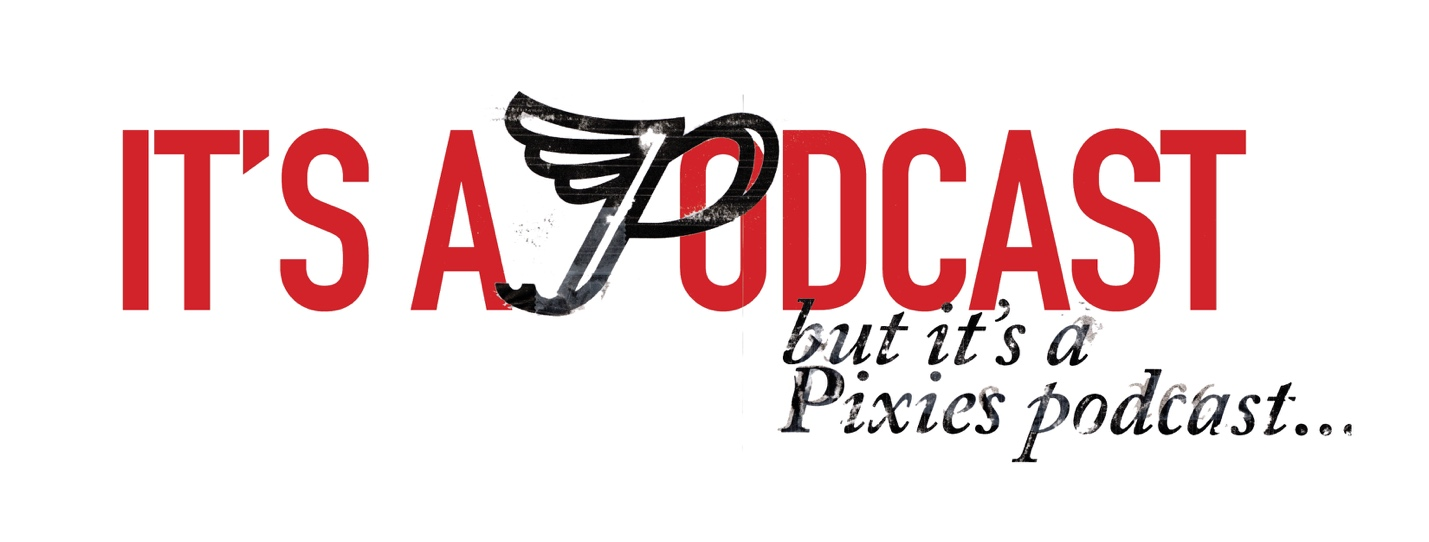 IT'S A PODCAST
but it's a
Pixies podcast...